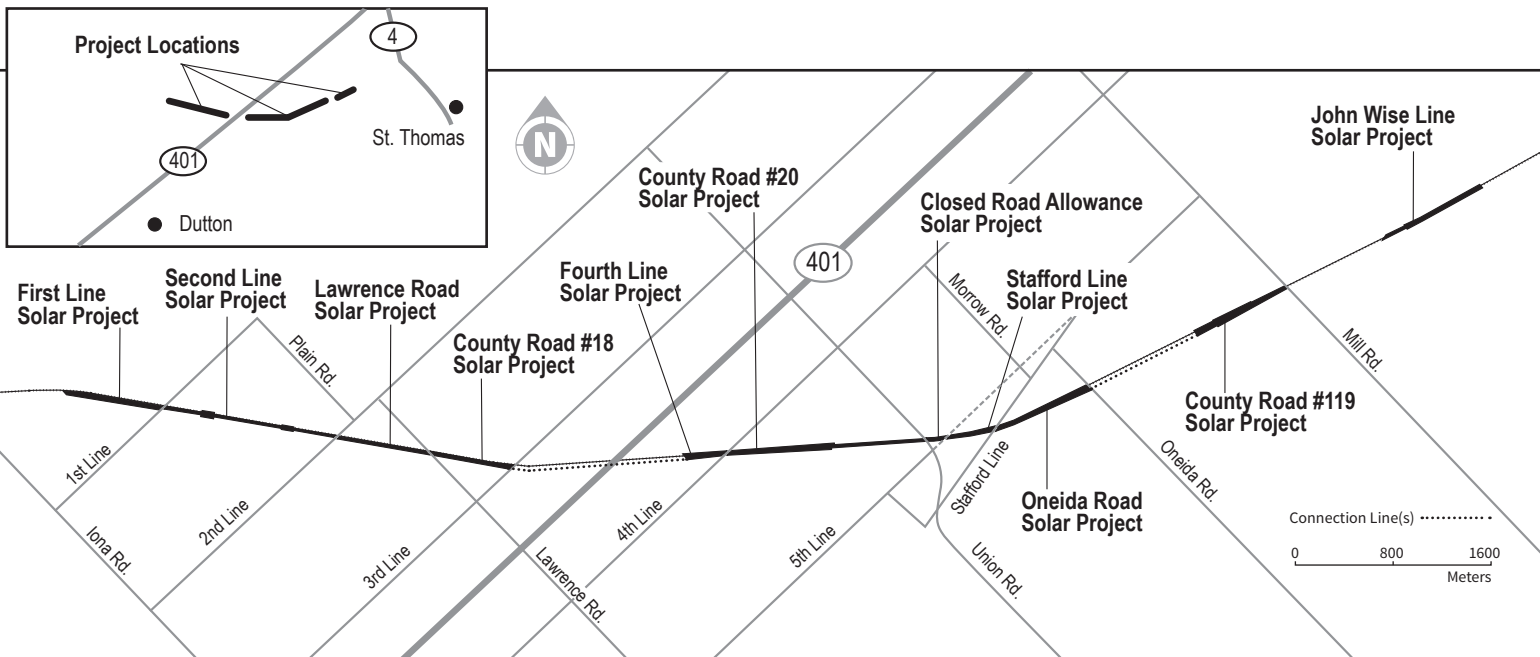 Project Locations
4
St. Thomas
401
Dutton
N
John Wise Line
Solar Project
County Road #20
Solar Project
Closed Road Allowance
Solar Project
401
Fourth Line
Solar Project
Second Line
Solar Project
Stafford Line
Solar Project
First Line
Solar Project
Lawrence Road
Solar Project
Morrow Rd.
County Road #18
Solar Project
Plain Rd.
Mill Rd.
County Road #119
Solar Project
1st Line
Oneida Rd.
Stafford Line
Oneida Road
Solar Project
2nd Line
Iona Rd.
4th Line
Connection Line(s)
3rd Line
5th Line
Lawrence Rd.
Union Rd.
0 800 1600
Meters